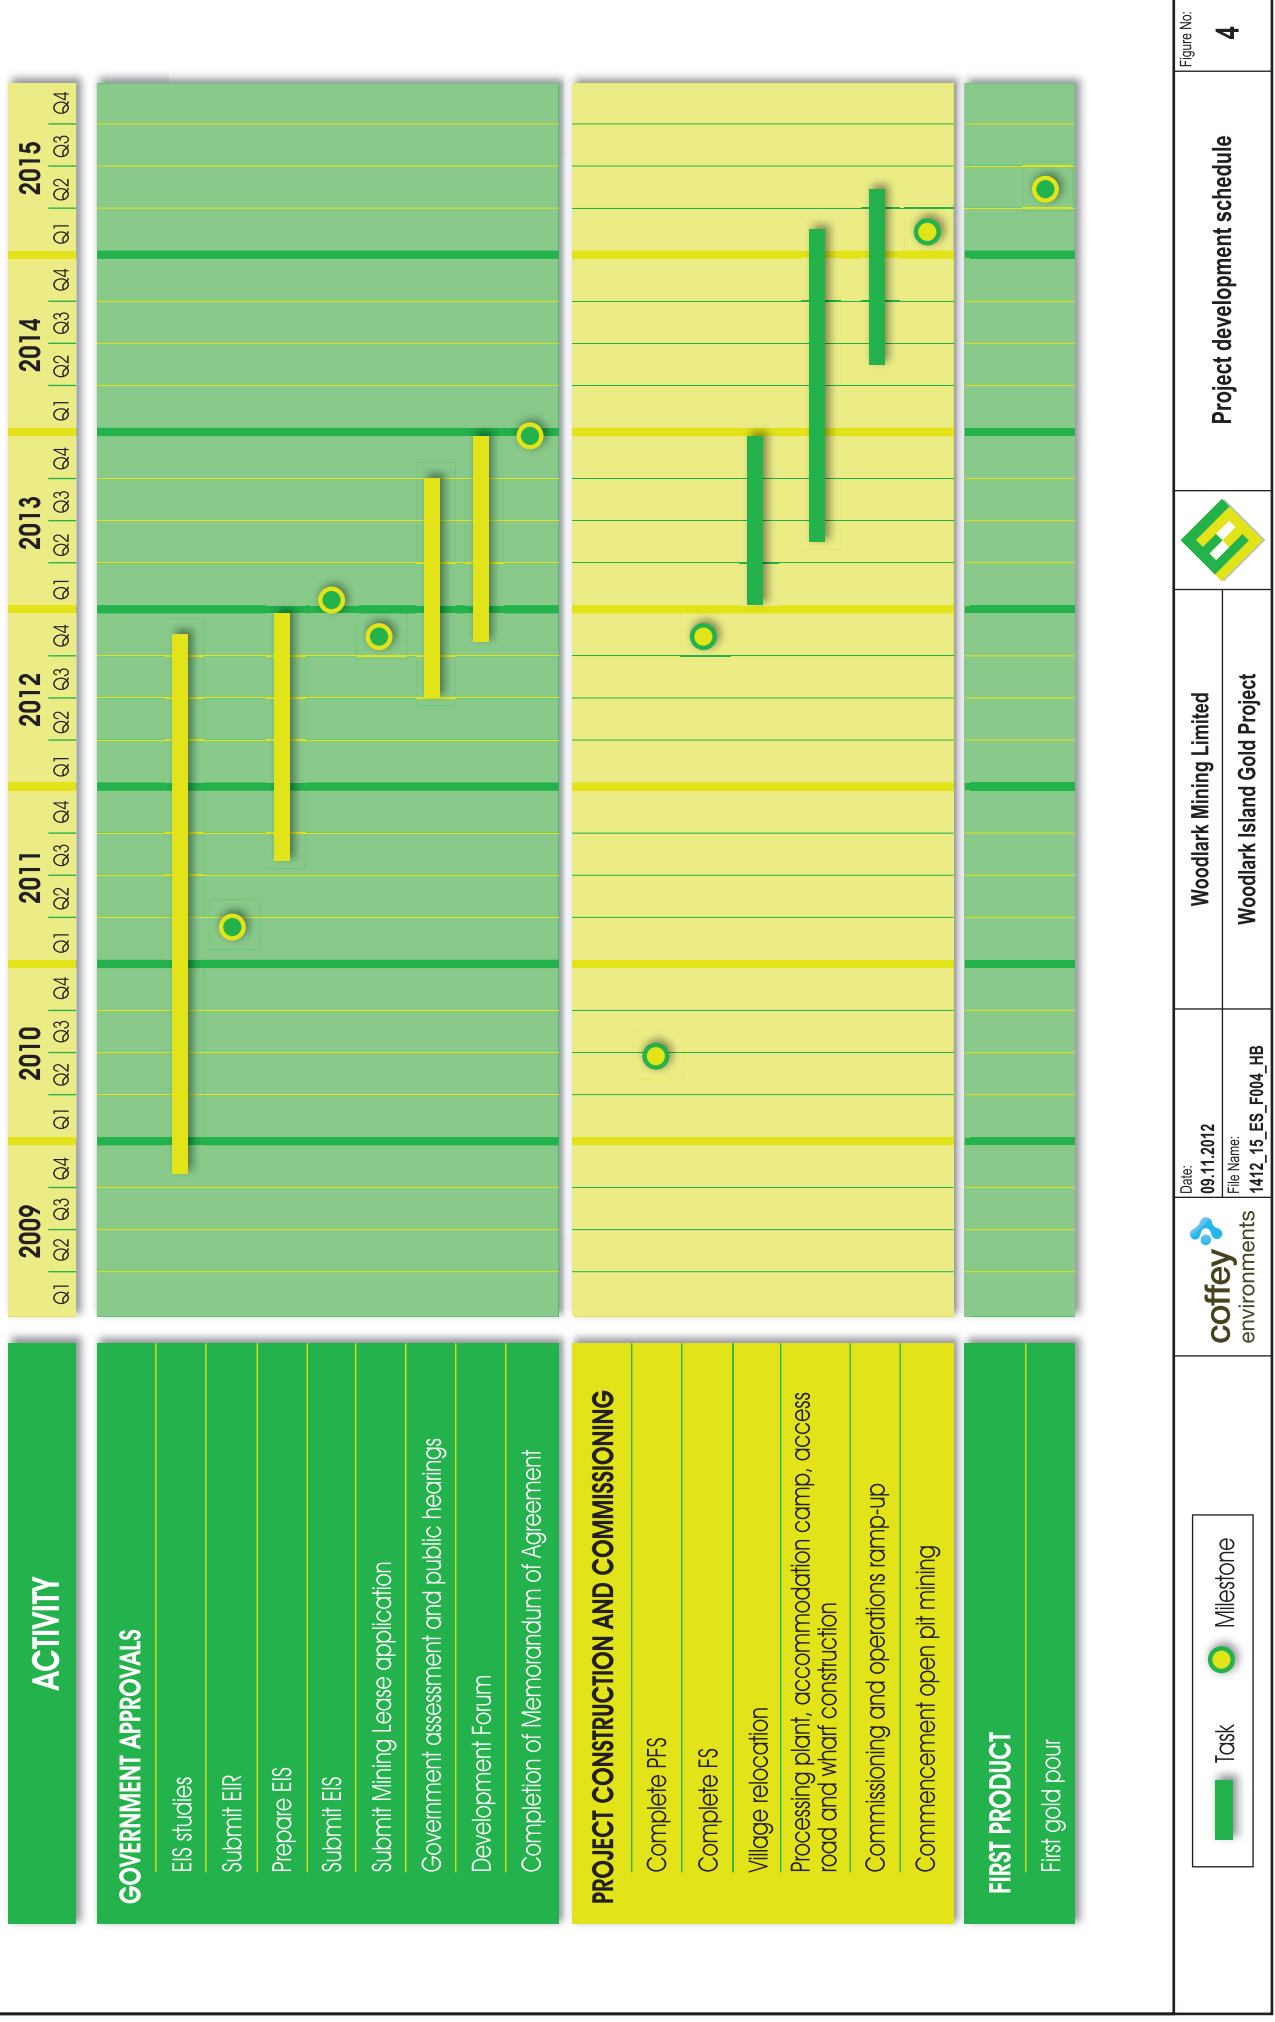 ACTIVITY
2009 2010 2011 2012 2013 2014 2015
Q1 Q2 Q3 Q4 Q1 Q2 Q3 Q4 Q1 Q2 Q3 Q4 Q1 Q2 Q3 Q4 Q1 Q2 Q3 Q4 Q1 Q2 Q3 Q4 Q1 Q2 Q3 Q4
GOVERNMENT APPROVALS
EIS studies
Submit EIR
Prepare EIS
Submit EIS
Submit Mining Lease application
Government assessment and public hearings
Development Forum
Completion of Memorandum of Agreement
PROJECT CONSTRUCTION AND COMMISSIONING
Complete PFS
Complete FS
Village relocation
Processing plant, accommodation camp, access
road and wharf construction
Commissioning and operations ramp-up
Commencement open pit mining
FIRST PRODUCT
First gold pour
Task
Milestone
coffey
environments
Date:
09.11.2012
File Name:
1412_15_ES_F004_HB
Woodlark Mining Limited
Woodlark Island Gold Project
Project development schedule
Figure No:
4